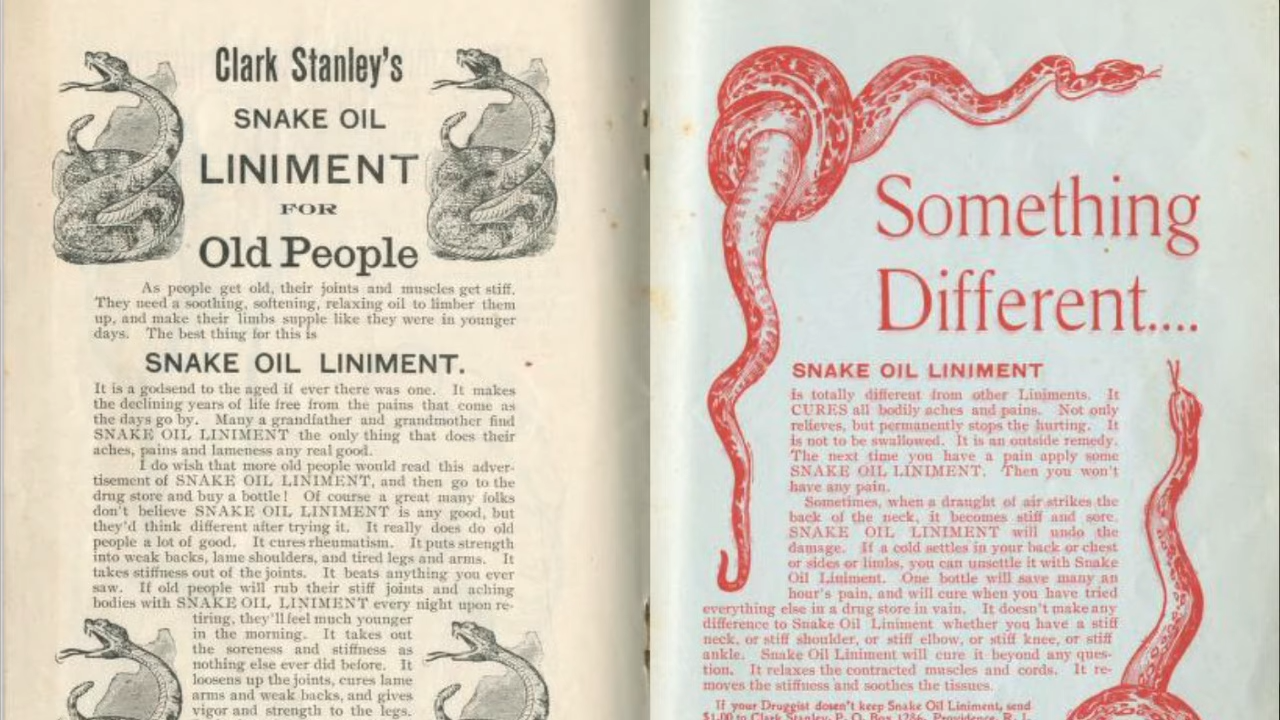 Clark Stanley's
SNAKE OIL
LINIMENT
FOR
Old People
As people get old, their joints and muscles get stiff.
They need a soothing, softening, relaxing oil to limber them
up, and make their limbs supple like they were in younger
days. The best thing for this is
SNAKE OIL LINIMENT.
It is a godsend to the aged if ever there was one. It makes
the declining years of life free from the pains that come as
the days go by. Many a grandfather and grandmother find
SNAKE OIL LINIMENT the only thing that does their
aches, pains and lameness any real good.
I do wish that more old people would read this adver-
tisement of SNAKE OIL LINIMENT, and then go to the
drug store and buy a bottle! Of course a great many folks
don't believe SNAKE OIL LINIMENT is any good, but
they'd think different after trying it. It really does do old
people a lot of good. It cures rheumatism. It puts strength
into weak backs, lame shoulders, and tired legs and arms. It
takes stiffness out of the joints. It beats anything you ever
saw. If old people will rub their stiff joints and aching
bodies with SNAKE OIL LINIMENT every night upon re-
tiring, they'll feel much younger
in the morning. It takes out
the soreness and stiffness as
nothing else ever did before. It
loosens up the joints, cures lame
arms and weak backs, and gives
vigor and strength to the legs.
Something
Different....
SNAKE OIL LINIMENT
is totally different from other Liniments. It
CURES all bodily aches and pains. Not only
relieves, but permanently stops the hurting. It
is not to be swallowed. It is an outside remedy.
The next time you have a pain apply some
SNAKE OIL LINIMENT. Then you won't
have any pain.
Sometimes, when a draught of air strikes the
back of the neck, it becomes stiff and sore.
SNAKE OIL LINIMENT will undo the
damage. If a cold settles in your back or chest
or sides or limbs, you can unsettle it with Snake
Oil Liniment. One bottle will save many an
hour's pain, and will cure when you have tried
everything else in a drug store in vain. It doesn't make any
difference to Snake Oil Liniment whether you have a stiff
neck, or stiff shoulder, or stiff elbow, or stiff knee, or stiff
ankle. Snake Oil Liniment will cure it beyond any ques-
tion. It relaxes the contracted muscles and cords. It re-
moves the stiffness and soothes the tissues.
If your Druggist dosen't keep Snake Oil Liniment, send
$1.00 to Clark Stanley, P. O. Box 1286, Providence, R. I.